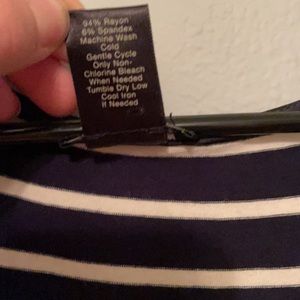 94% Rayon
6% Spandex
Machine Wash
Cold
Gentle Cycle
Only Non-
Chlorine Bleach
When Needed
Tumble Dry Low
Cool Iron
If Needed